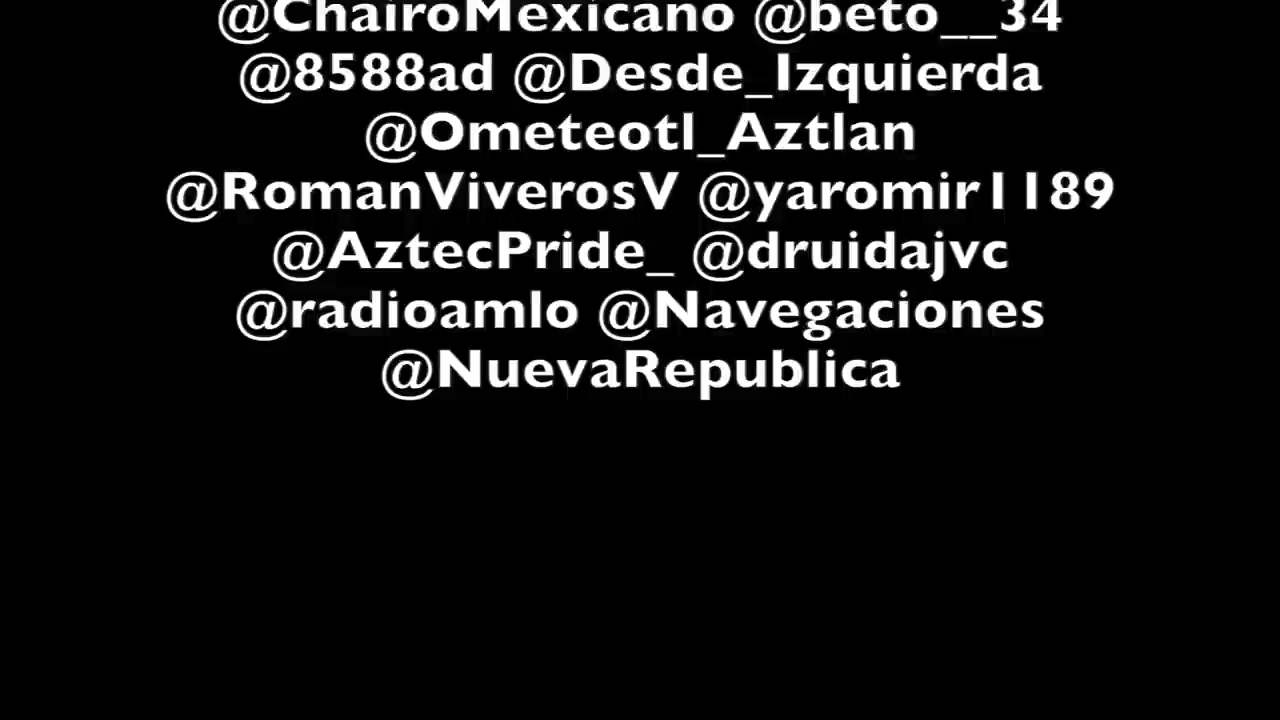 @ChairoMexicano @beto__34
@8588ad @Desde_Izquierda
@Ometeotl_Aztlan
@RomanViverosV @yaromir1189
@AztecPride_ @druidajvc
@radioamlo @Navegaciones
@NuevaRepublica